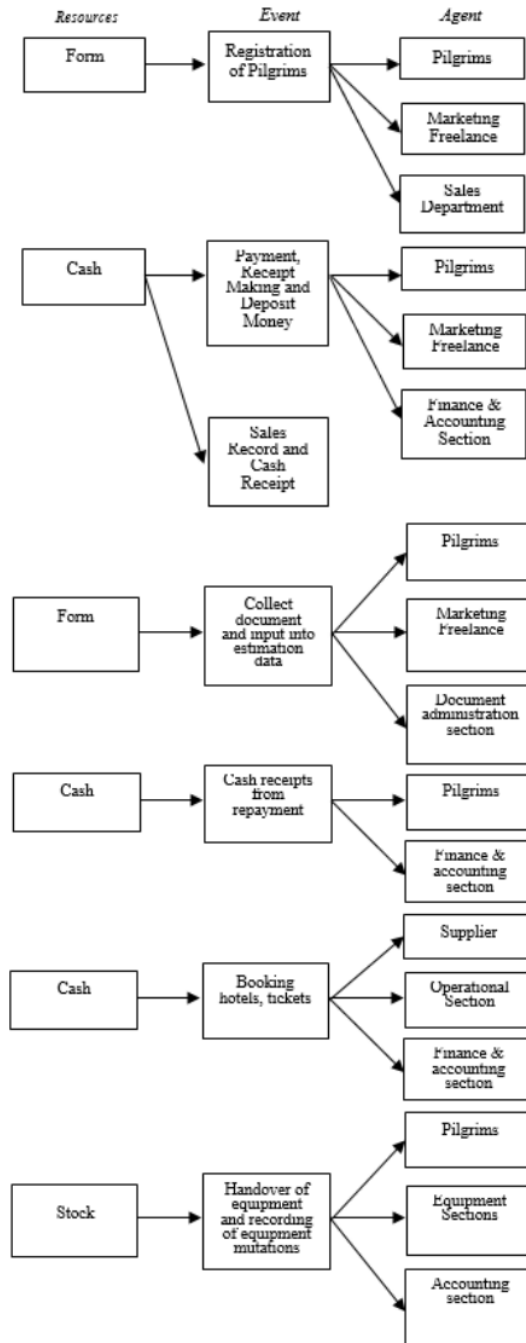 Resources
Event
Agent
Form
Registration
of Pilgrims
Pilgrims
Marketing
Freelance
Sales
Department
Cash
Payment,
Receipt
Making and
Deposit
Money
Pilgrims
Marketing
Freelance
Finance &
Accounting
Section
Sales
Record and
Cash
Receipt
Form
Collect
document
and input into
estimation
data
Pilgrims
Marketing
Freelance
Document
administration
section
Cash
Cash receipts
from
repayment
Pilgrims
Finance &
accounting
section
Cash
Booking
hotels, tickets
Supplier
Operational
Section
Finance &
accounting
section
Stock
Handover of
equipment
and recording
of equipment
mutations
Pilgrims
Equipment
Sections
Accounting
section